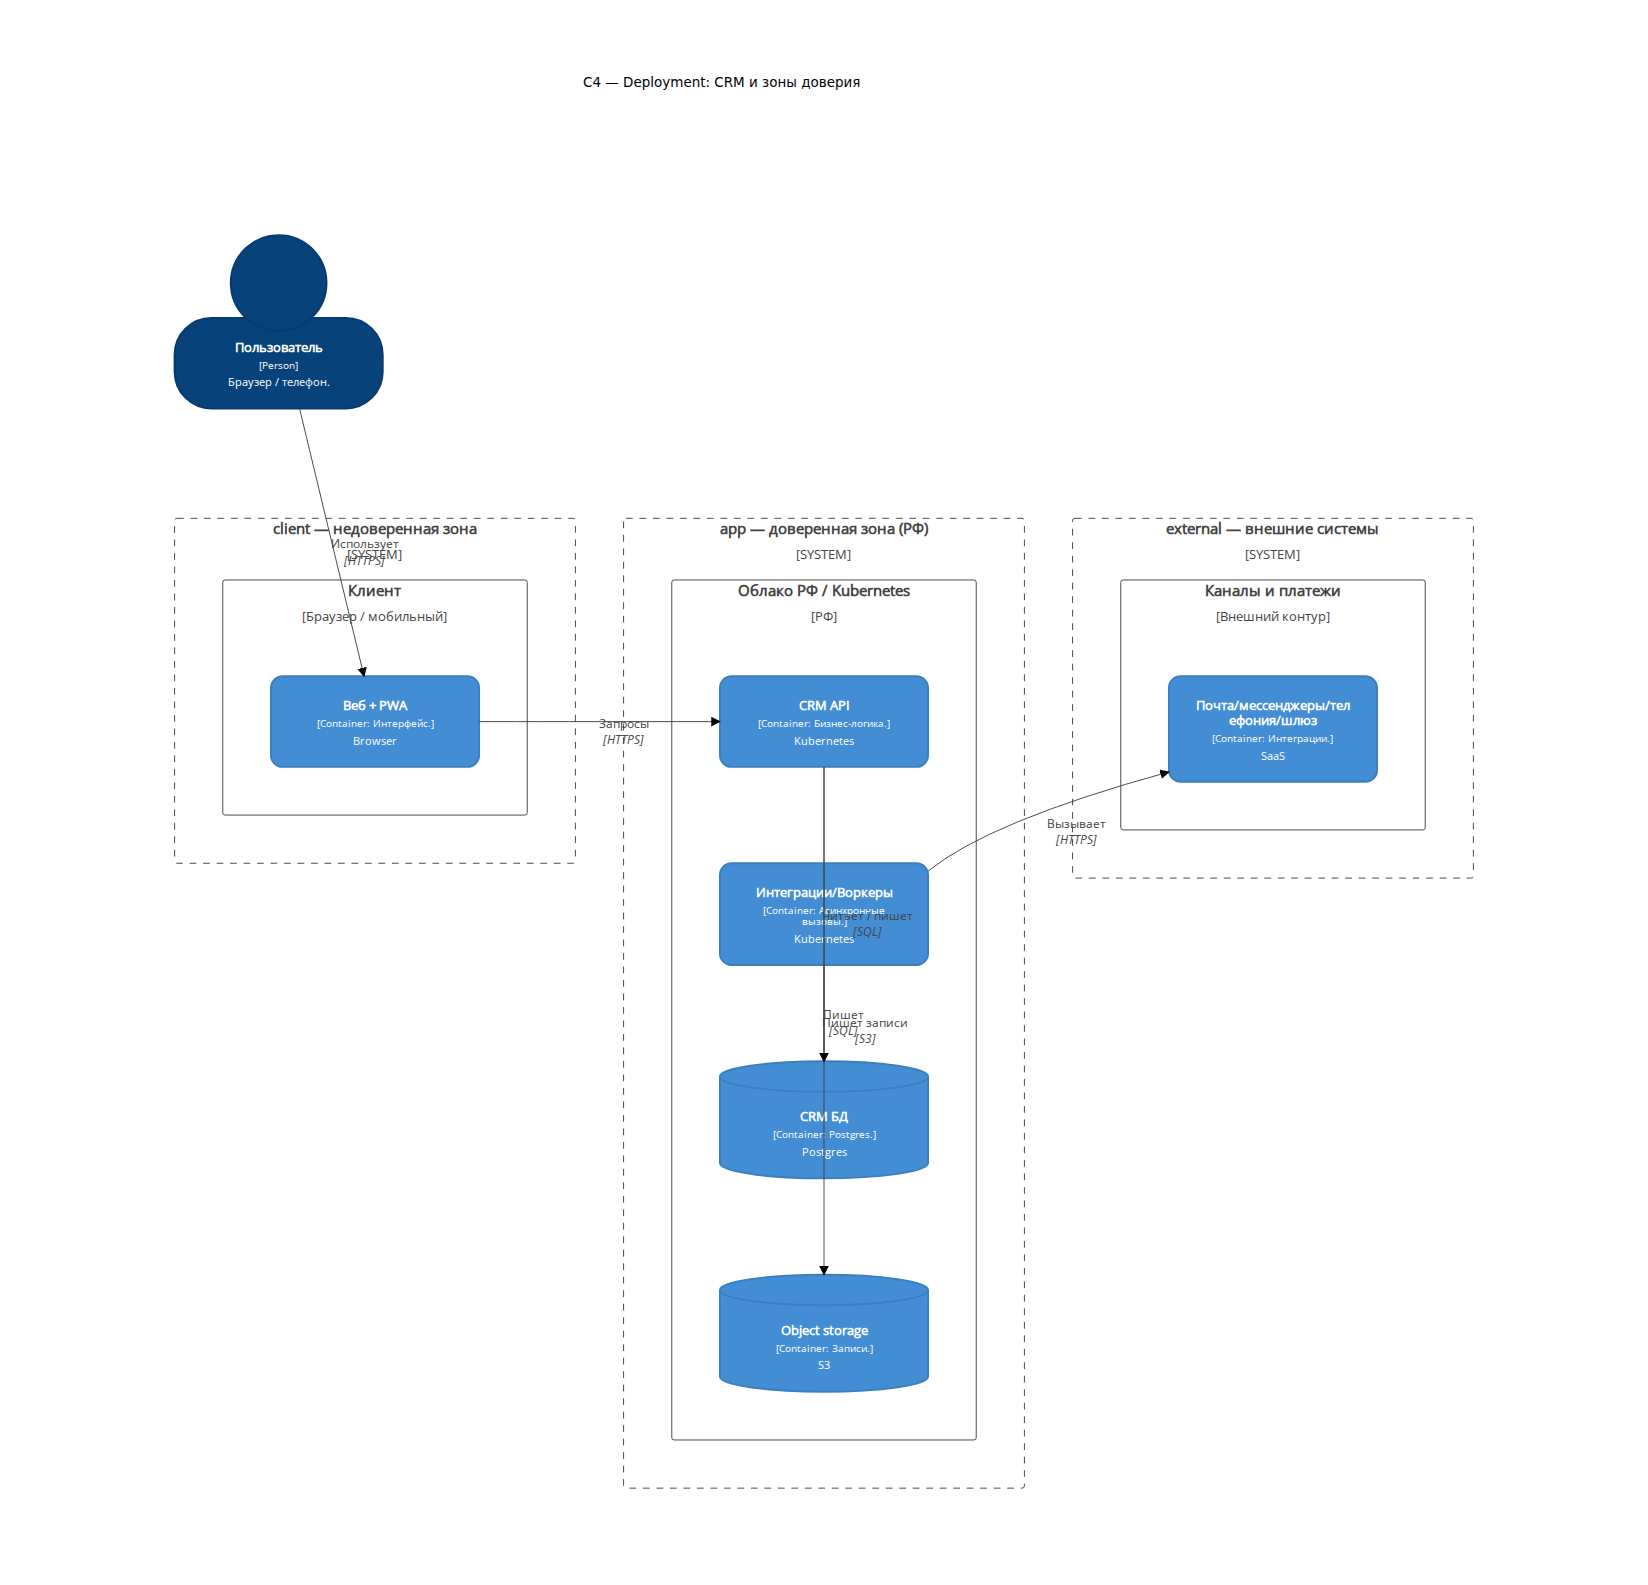 C4 — Deployment: CRM и зоны доверия
Пользователь
[Person]
Браузер / телефон.
client — недоверенная зона
[SYSTEM]
Использует
[HTTPS]
Клиент
[Браузер / мобильный]
Веб + PWA
[Container: Интерфейс.]
Browser
Запросы
[HTTPS]
app — доверенная зона (РФ)
[SYSTEM]
Облако РФ / Kubernetes
[РФ]
CRM API
[Container: Бизнес-логика.]
Kubernetes
Интеграции/Воркеры
[Container: Асинхронные
вызовы.]
Kubernetes
Читает / пишет
[SQL]
Пишет
[SQL]
Пишет записи
[S3]
CRM БД
[Container: Postgres.]
Postgres
Object storage
[Container: Записи.]
S3
Вызывает
[HTTPS]
external — внешние системы
[SYSTEM]
Каналы и платежи
[Внешний контур]
Почта/мессенджеры/тел
ефония/шлюз
[Container: Интеграции.]
SaaS